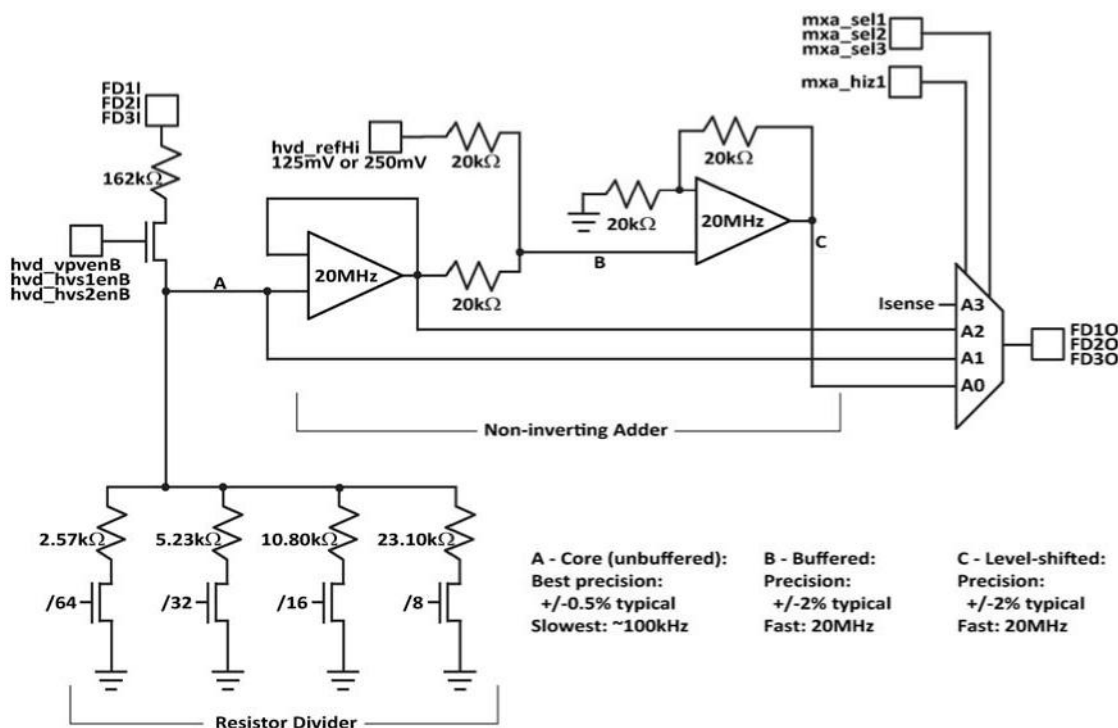 mxa_sel1
mxa_sel2
mxa_sel3
mxa_hiz1
FD1I
FD2I
FD3I
162kΩ
hvd_refHi
125mV or 250mV
20kΩ
20kΩ
20kΩ
20MHz
C
hvd_vpvenB
hvd_hvs1enB
hvd_hvs2enB
A
20MHz
20kΩ
B
Isense
A3
A2
A1
A0
FD1O
FD2O
FD3O
Non-inverting Adder
2.57kΩ
5.23kΩ
10.80kΩ
23.10kΩ
/64
/32
/16
/8
Resistor Divider
A - Core (unbuffered):
Best precision:
+/-0.5% typical
Slowest: ~100kHz
B - Buffered:
Precision:
+/-2% typical
Fast: 20MHz
C - Level-shifted:
Precision:
+/-2% typical
Fast: 20MHz